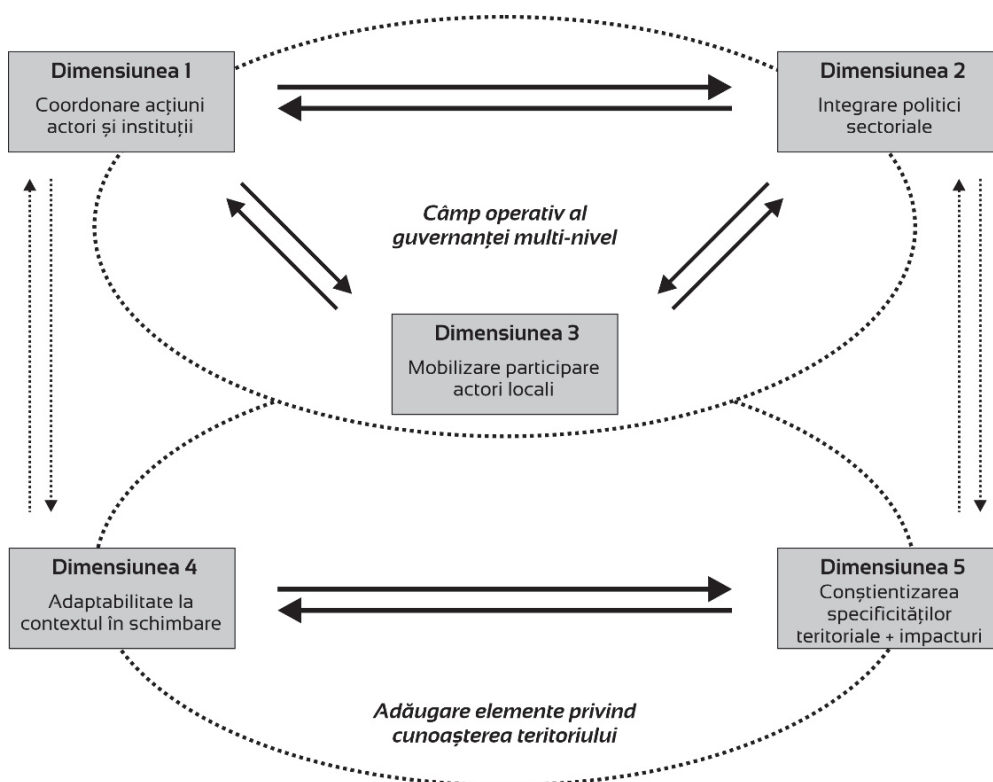 Dimensiunea 1
Coordonare acțiuni
actori și instituții
Dimensiunea 2
Integrare politici
sectoriale
Câmp operativ al
guvernanței multi-nivel
Dimensiunea 3
Mobilizare participare
actori locali
Dimensiunea 4
Adaptabilitate la
contextul în schimbare
Dimensiunea 5
Conștientizarea
specificităților
teritoriale + impacturi
Adăugare elemente privind
cunoașterea teritoriului